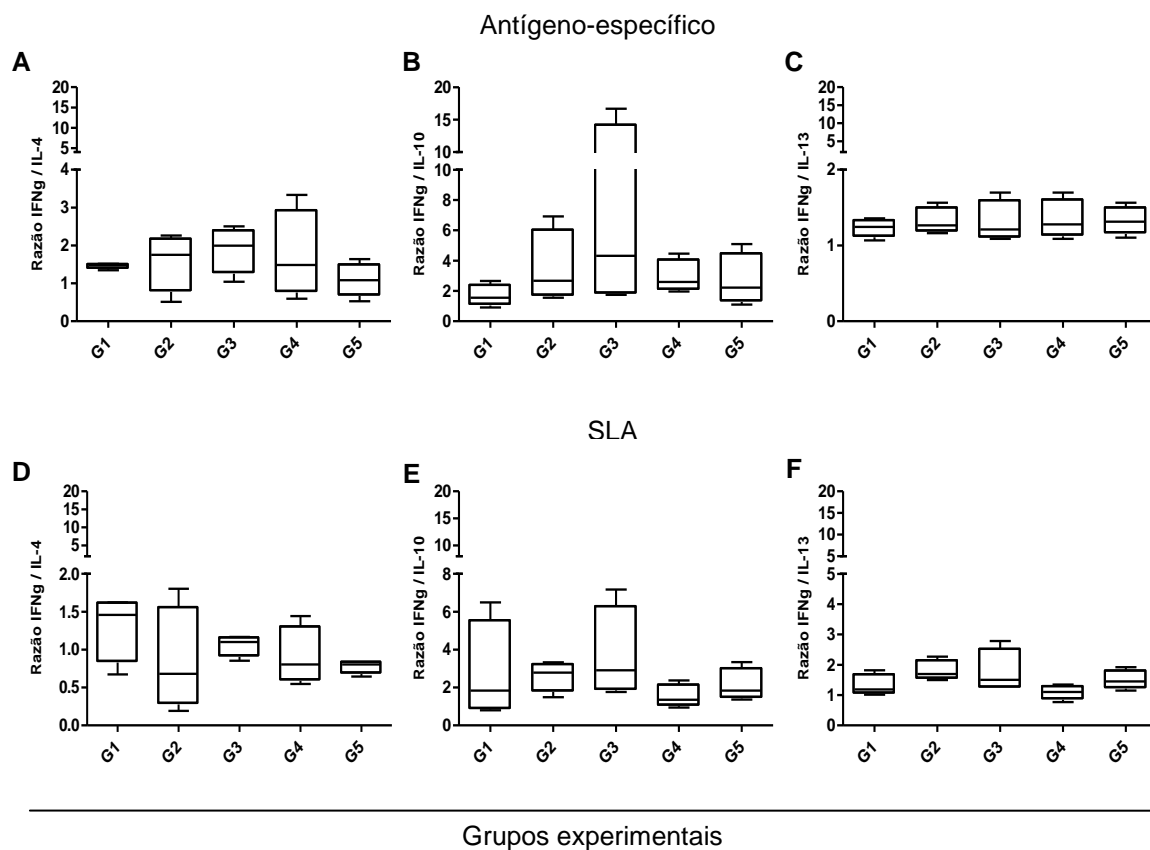 Antígeno-específico
A
Razão IFNg / IL-4
20
15
10
5
4
3
2
1
0
G1 G2 G3 G4 G5
B
Razão IFNg / IL-10
20
15
10
10
8
6
4
2
0
G1 G2 G3 G4 G5
C
Razão IFNg / IL-13
20
15
10
5
2
1
0
G1 G2 G3 G4 G5
SLA
D
Razão IFNg / IL-4
20
15
10
5
2.0
1.5
1.0
0.5
0.0
G1 G2 G3 G4 G5
E
Razão IFNg / IL-10
20
15
10
8
6
4
2
0
G1 G2 G3 G4 G5
F
Razão IFNg / IL-13
20
15
10
5
5
4
3
2
1
0
G1 G2 G3 G4 G5
Grupos experimentais